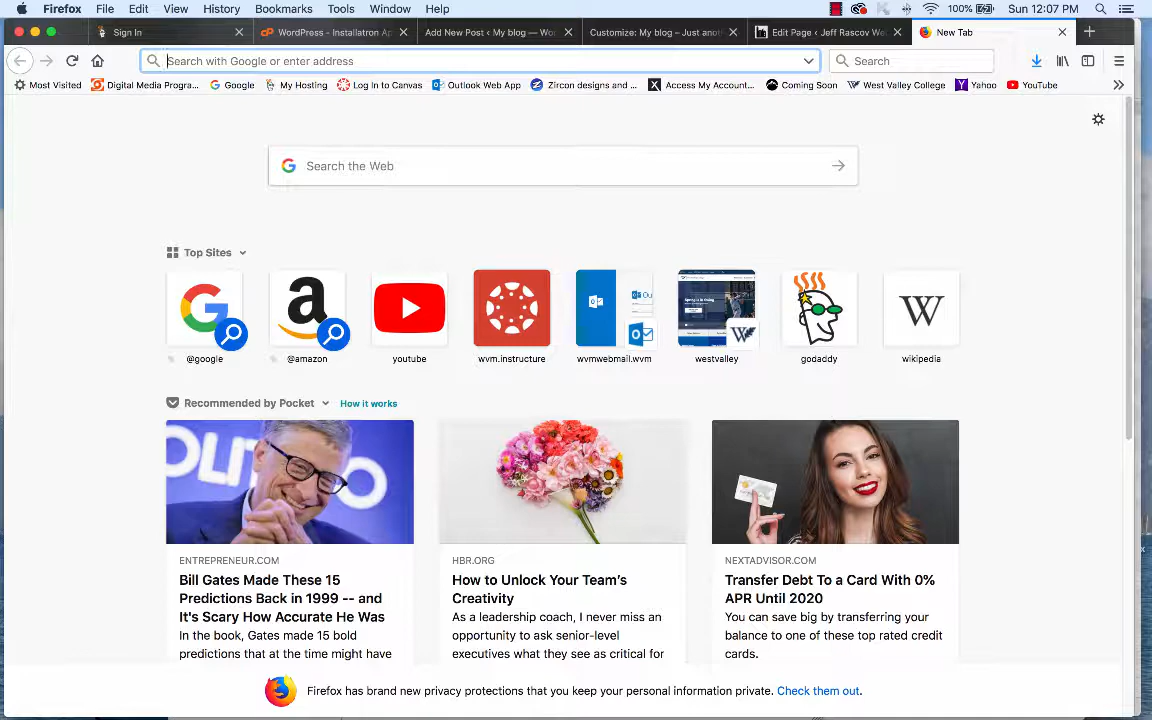 Firefox File Edit View History Bookmarks Tools Window Help 100% Sun 12:07 PM
Sign In WordPress - Installatron Ap Add New Post ‹ My blog — Wo Customize: My blog – Just anot Edit Page ‹ Jeff Rascov We New Tab
Search with Google or enter address Search
Most Visited Digital Media Progra... Google My Hosting Log In to Canvas Outlook Web App Zircon designs and ... Access My Account... Coming Soon West Valley College Yahoo YouTube
Search the Web
Top Sites
@google @amazon youtube wvm.instructure wvmwebmail.wvm westvalley godaddy wikipedia
Recommended by Pocket How it works
ENTREPRENEUR.COM
Bill Gates Made These 15
Predictions Back in 1999 -- and
It's Scary How Accurate He Was
In the book, Gates made 15 bold
predictions that at the time might have
HBR.ORG
How to Unlock Your Team's
Creativity
As a leadership coach, I never miss an
opportunity to ask senior-level
executives what they see as critical for
NEXTADVISOR.COM
Transfer Debt To a Card With 0%
APR Until 2020
You can save big by transferring your
balance to one of these top rated credit
cards.
Firefox has brand new privacy protections that you keep your personal information private. Check them out.